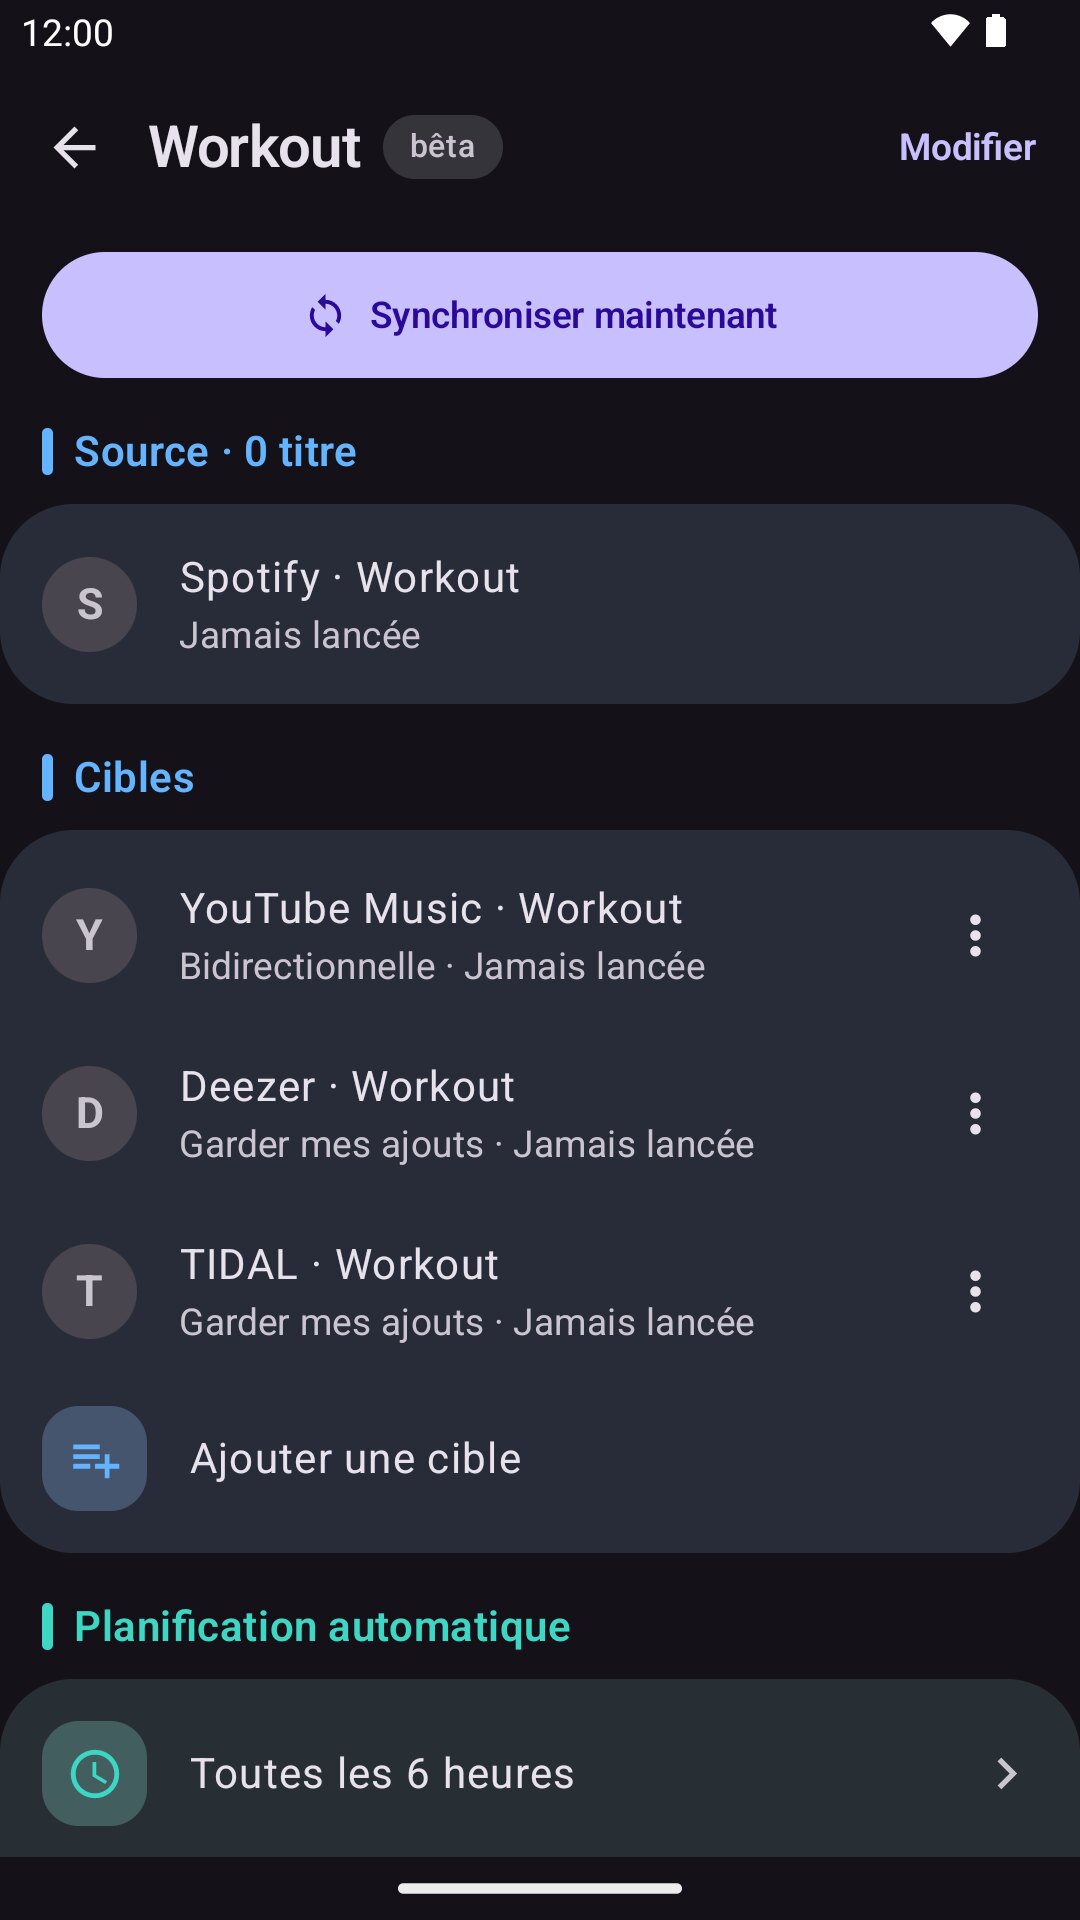 12:00
Workout
bêta
Modifier
Synchroniser maintenant
Source · 0 titre
S
Spotify · Workout
Jamais lancée
Cibles
Y
YouTube Music · Workout
Bidirectionnelle · Jamais lancée
D
Deezer · Workout
Garder mes ajouts · Jamais lancée
T
TIDAL · Workout
Garder mes ajouts · Jamais lancée
Ajouter une cible
Planification automatique
Toutes les 6 heures